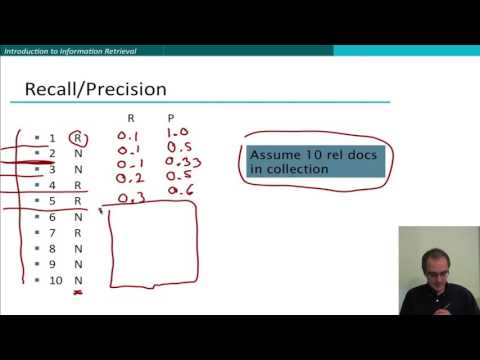 Introduction to Information Retrieval
Recall/Precision
R P
1 R 0.1 1.0
2 N 0.1 0.5
3 N 0.1 0.33
4 R 0.2 0.5
5 R 0.3 0.6
6 N
7 R
8 N
9 N
10 N
Assume 10 rel docs
in collection